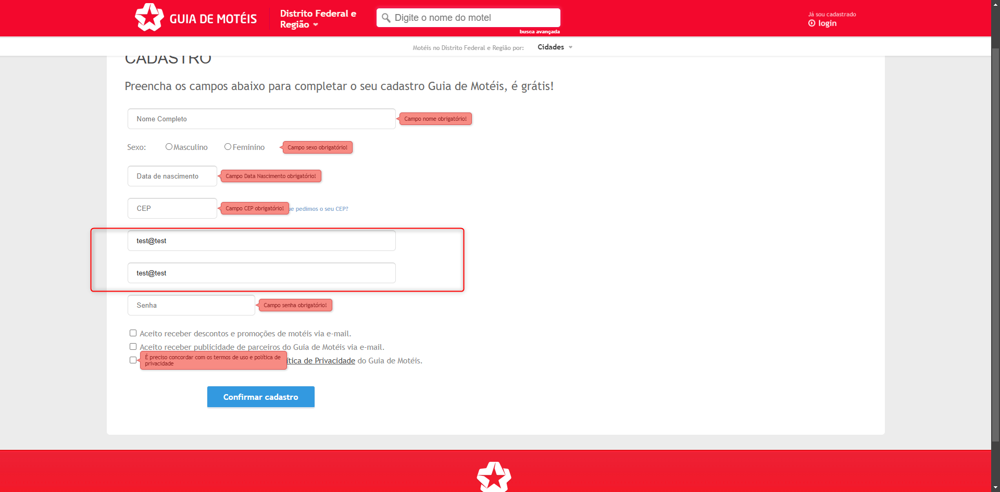 GUIA DE MOTÉIS
Distrito Federal e
Região
Digite o nome do motel
busca avançada
Já sou cadastrado
login
Motéis no Distrito Federal e Região por:
Cidades
CADASTRO
Preencha os campos abaixo para completar o seu cadastro Guia de Motéis, é grátis!
Nome Completo
Campo nome obrigatório!
Sexo: Masculino Feminino
Campo sexo obrigatório!
Data de nascimento
Campo Data Nascimento obrigatório!
CEP
Campo CEP obrigatório!
ue pedimos o seu CEP?
test@test
test@test
Senha
Campo senha obrigatório!
Aceito receber descontos e promoções de motéis via e-mail.
Aceito receber publicidade de parceiros do Guia de Motéis via e-mail.
É preciso concordar com os termos de uso e política de
privacidade
ítica de Privacidade do Guia de Motéis.
Confirmar cadastro